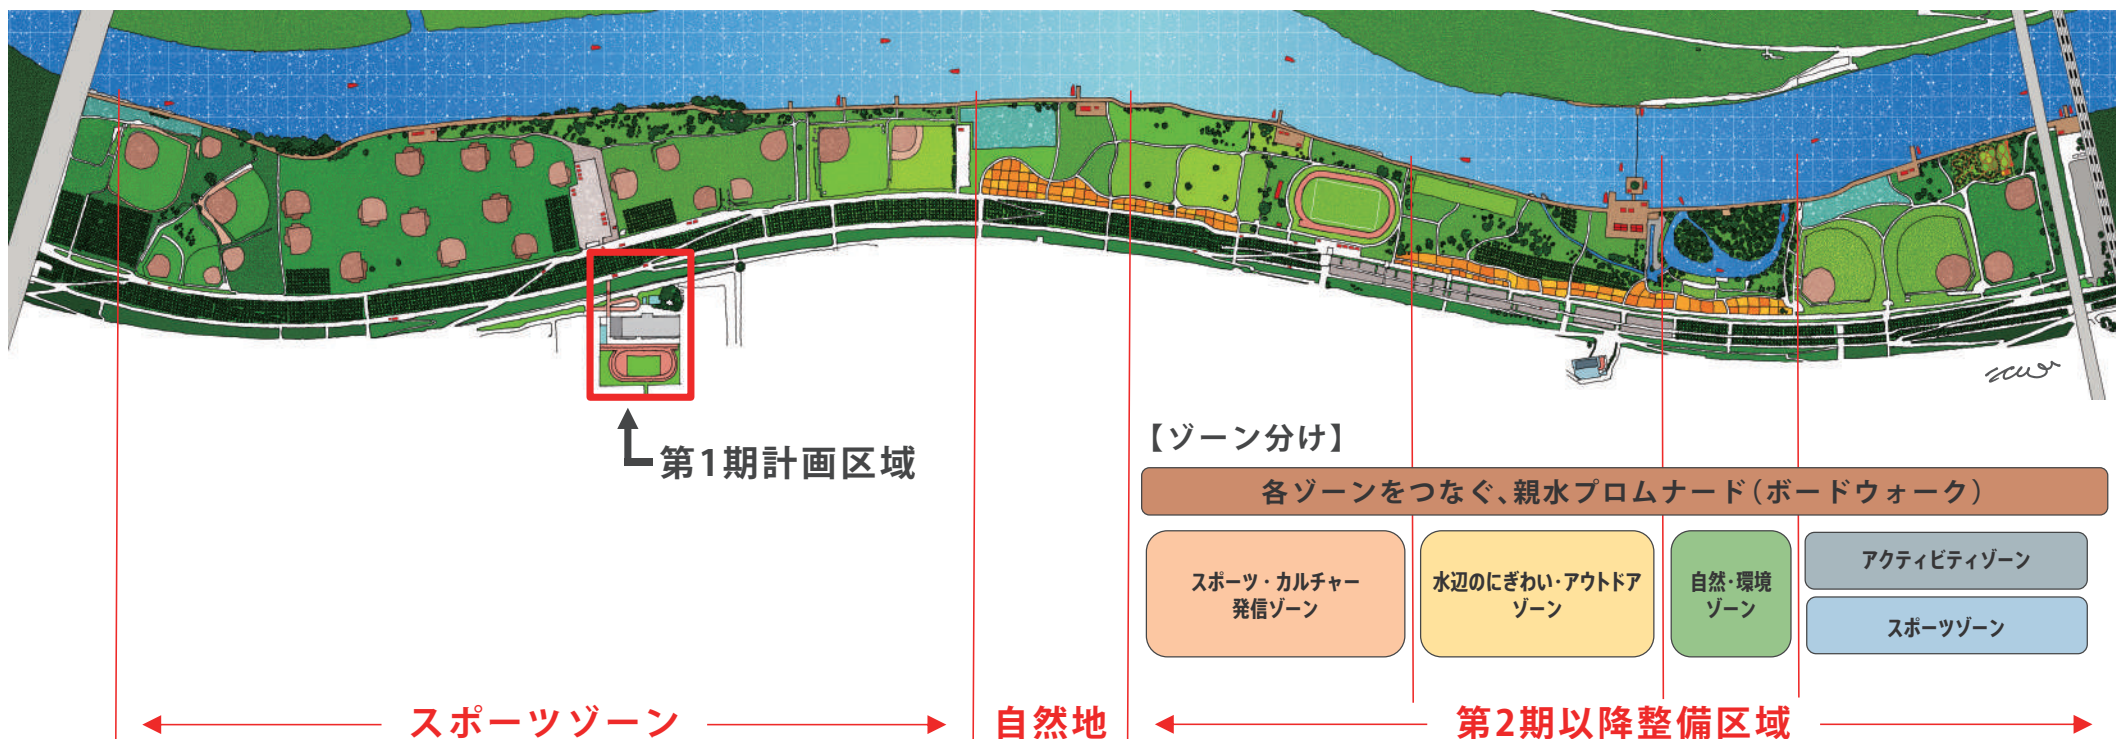 第1期計画区域
【ゾーン分け】
各ゾーンをつなぐ、親水プロムナード(ボードウォーク)
スポーツ・カルチャー
発信ゾーン
水辺のにぎわい・アウトドア
ゾーン
自然・環境
ゾーン
アクティビティゾーン
スポーツゾーン
スポーツゾーン
自然地
第2期以降整備区域